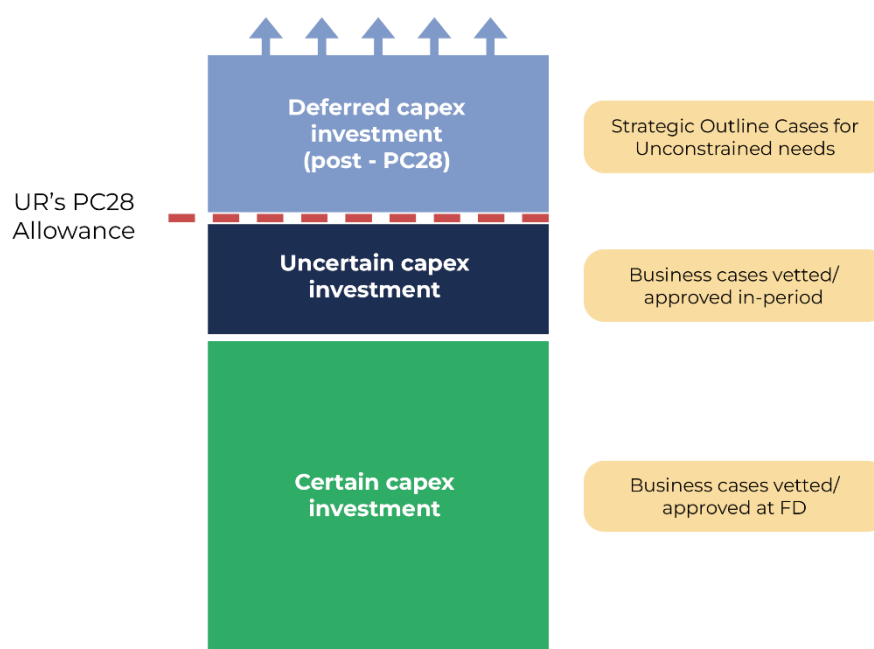 Deferred capex
investment
(post - PC28)
Strategic Outline Cases for
Unconstrained needs
UR's PC28
Allowance
Uncertain capex
investment
Business cases vetted/
approved in-period
Certain capex
investment
Business cases vetted/
approved at FD